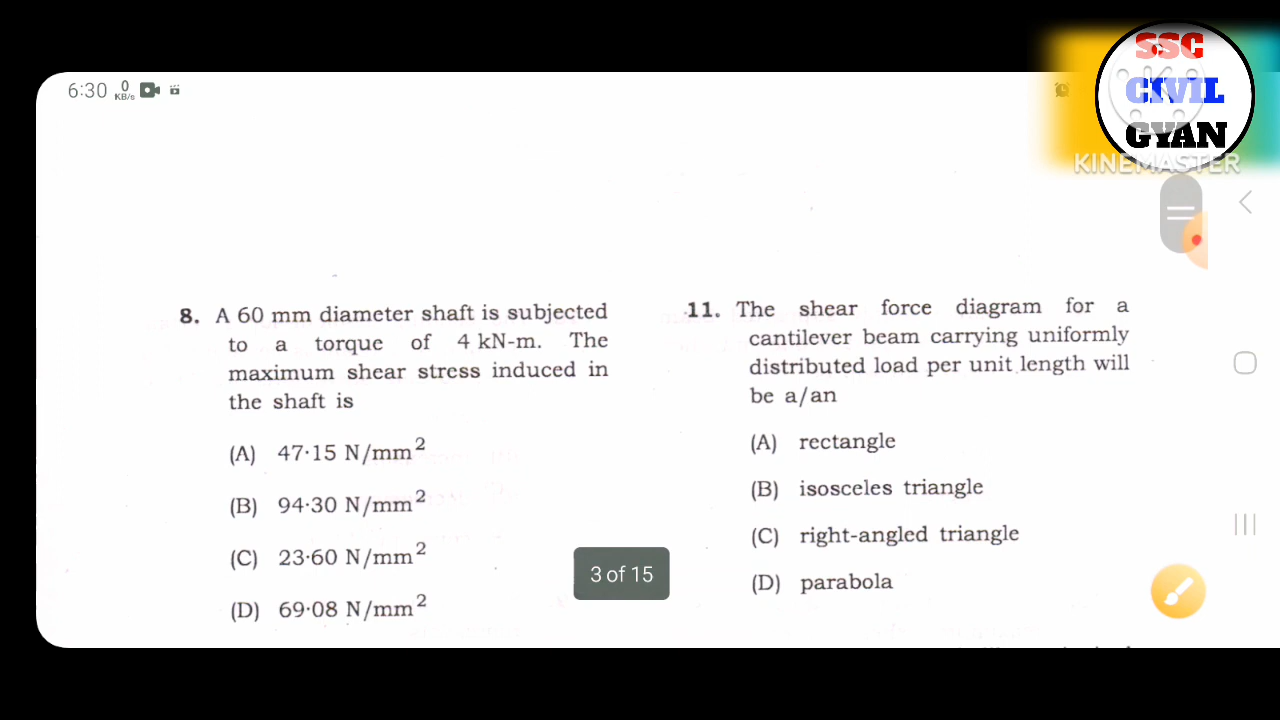 SSC
CIVIL
GYAN
KINEMASTER
6:30 0 KB/s
8. A 60 mm diameter shaft is subjected
to a torque of 4 kN-m. The
maximum shear stress induced in
the shaft is
(A) 47·15 N/mm²
(B) 94·30 N/mm²
(C) 23·60 N/mm²
(D) 69·08 N/mm²
11. The shear force diagram for a
cantilever beam carrying uniformly
distributed load per unit length will
be a/an
(A) rectangle
(B) isosceles triangle
(C) right-angled triangle
(D) parabola
3 of 15